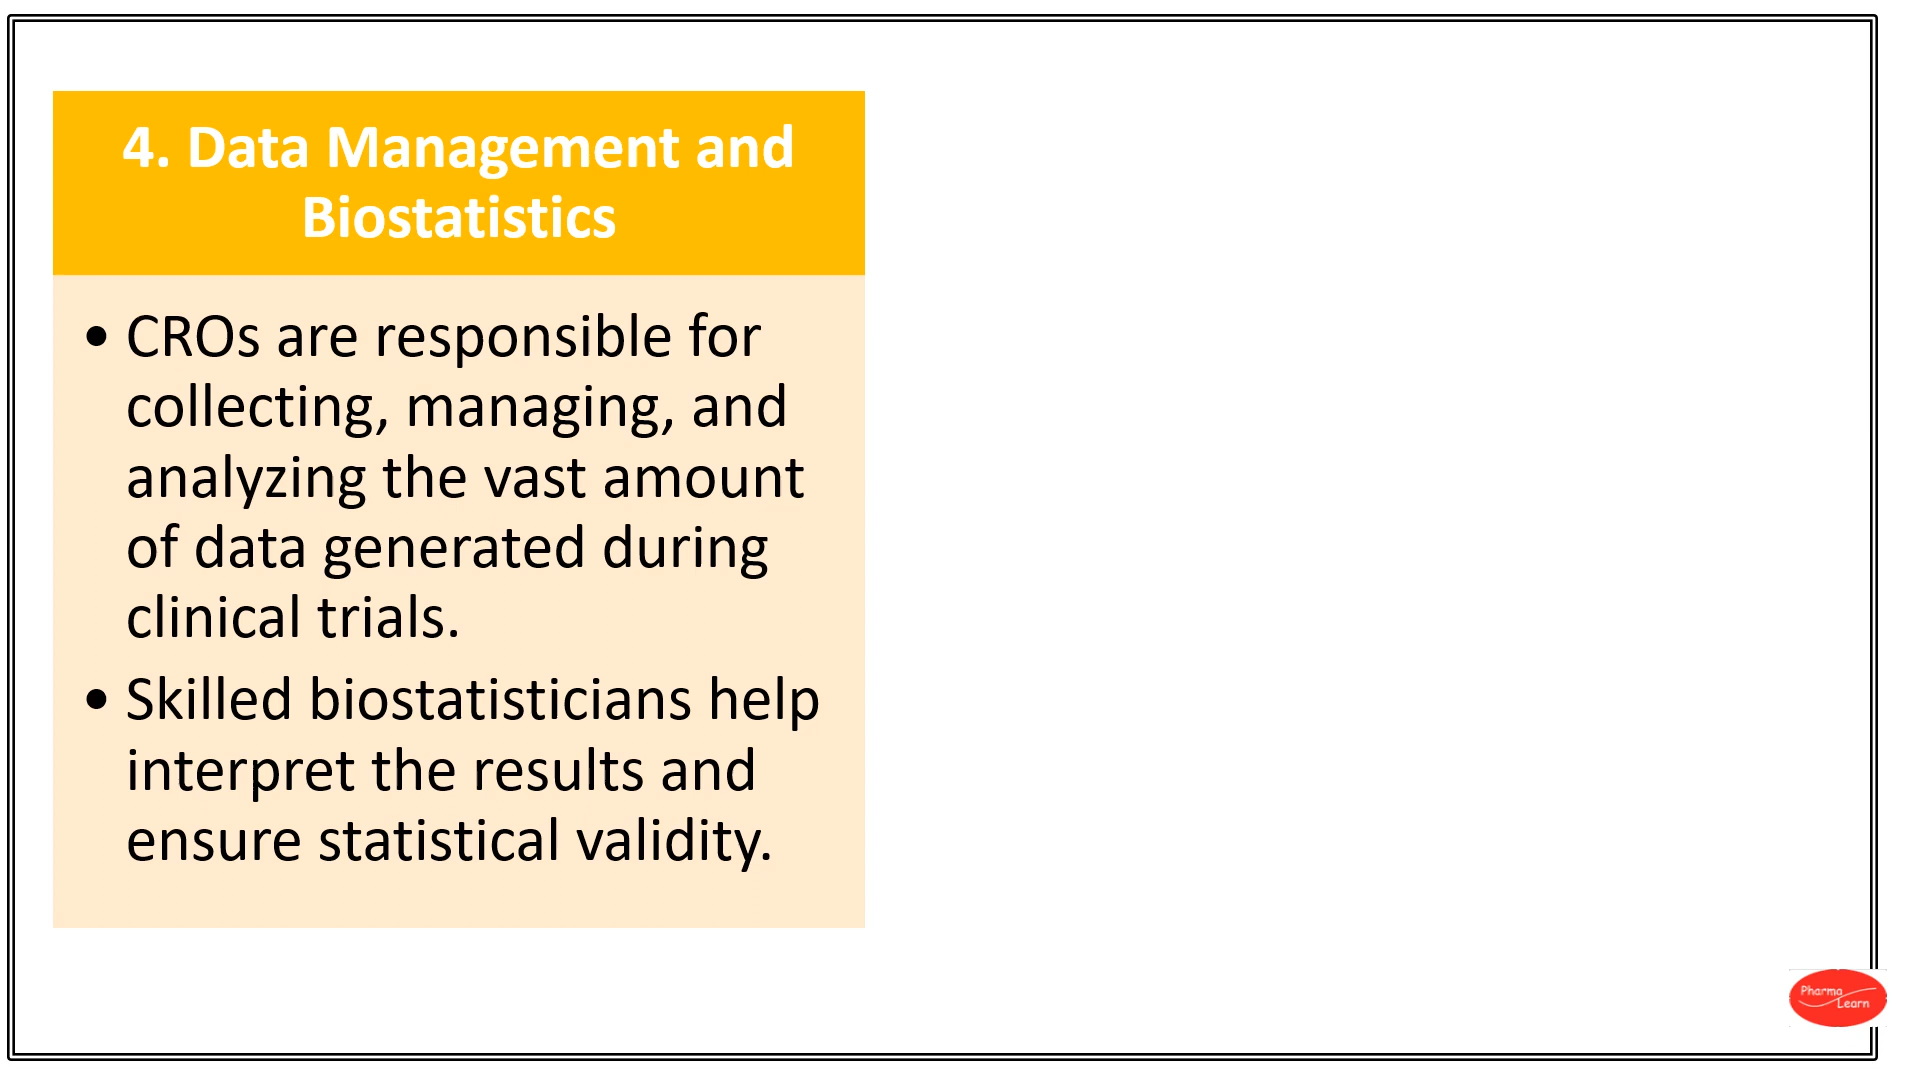 4. Data Management and
Biostatistics
• CROs are responsible for
collecting, managing, and
analyzing the vast amount
of data generated during
clinical trials.
• Skilled biostatisticians help
interpret the results and
ensure statistical validity.
Pharma
Learn